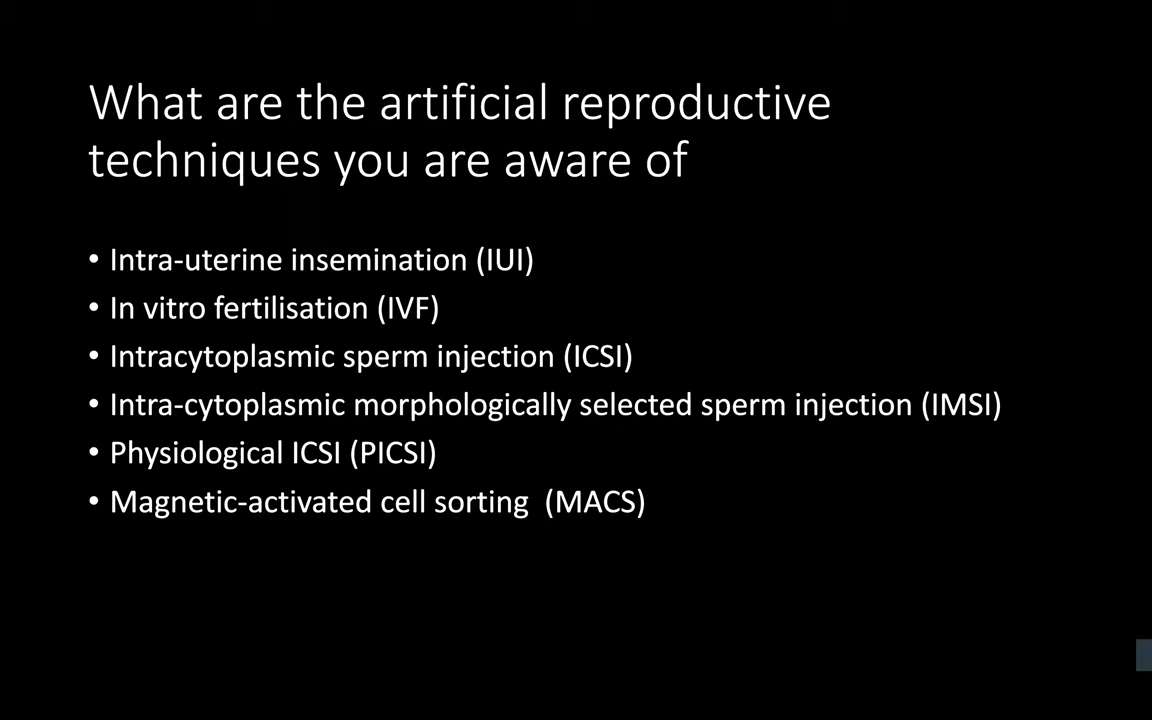 What are the artificial reproductive
techniques you are aware of
• Intra-uterine insemination (IUI)
• In vitro fertilisation (IVF)
• Intracytoplasmic sperm injection (ICSI)
• Intra-cytoplasmic morphologically selected sperm injection (IMSI)
• Physiological ICSI (PICSI)
• Magnetic-activated cell sorting  (MACS)